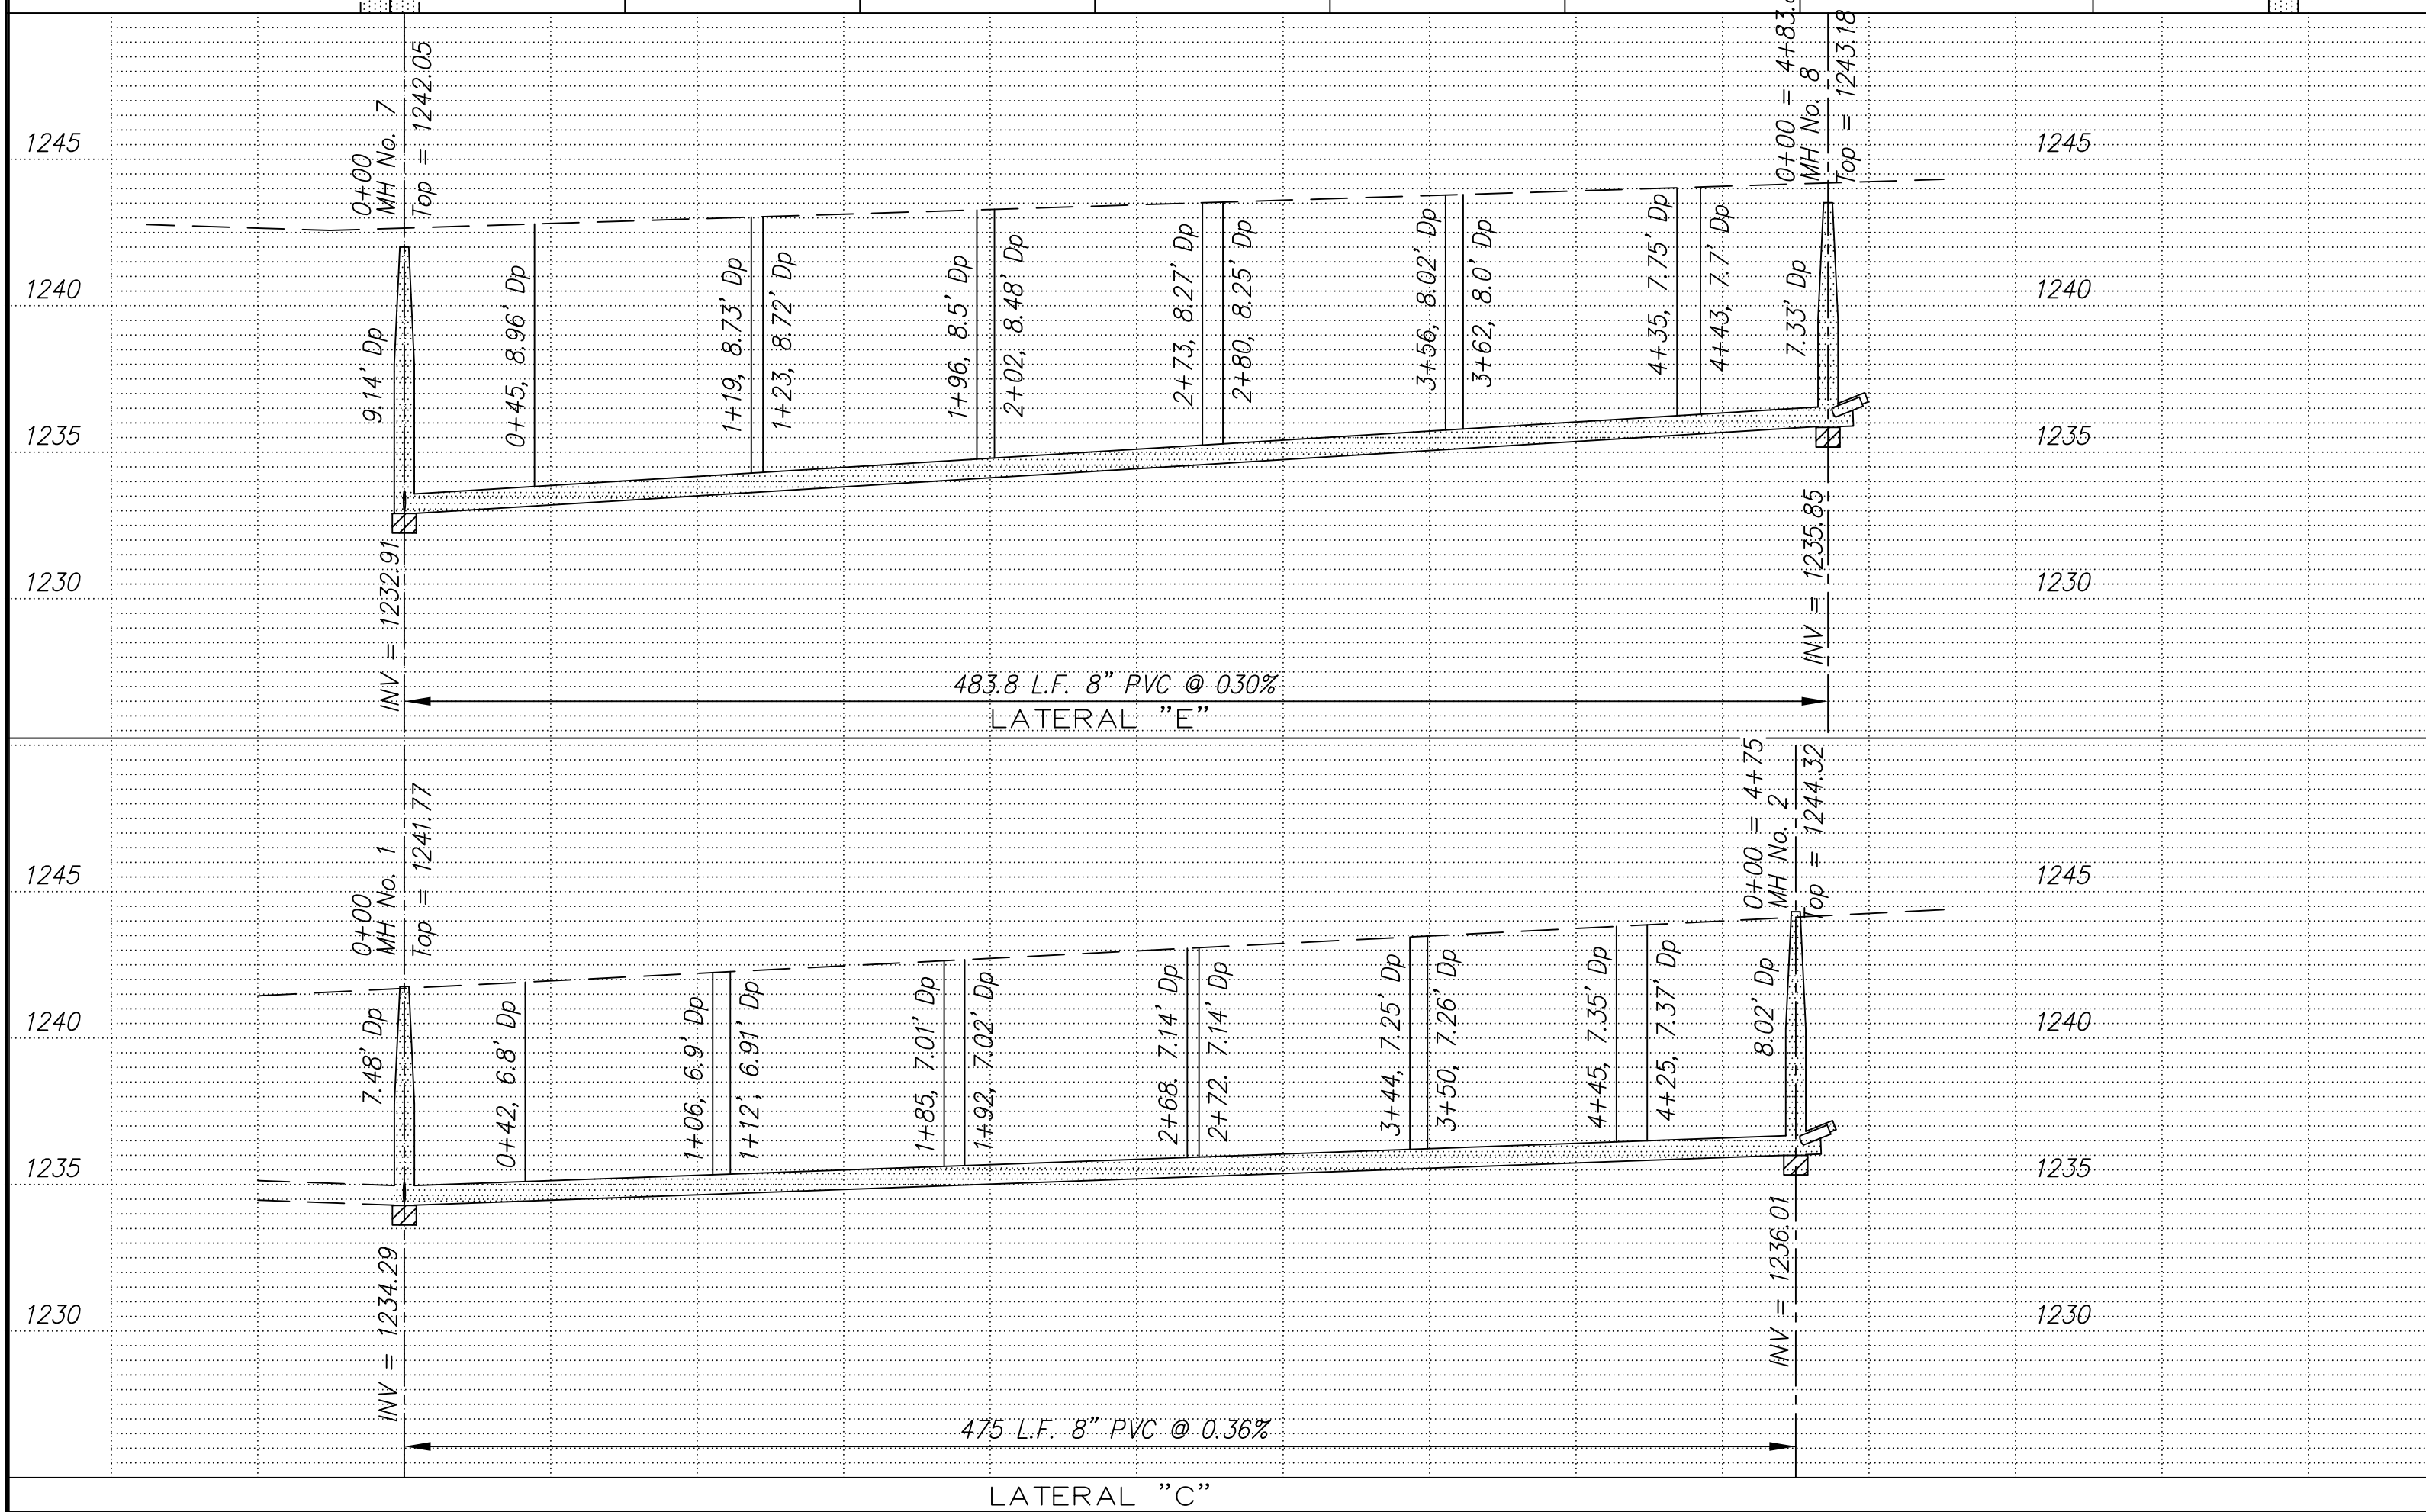 0+00
MH No. 7
Top = 1242.05
MH No. 8
Top = 1243.18
1245
1245
1240
1240
1235
1235
1230
1230
9.14' Dp
0+45, 8.96' Dp
1+19, 8.73' Dp
1+23, 8.72' Dp
1+96, 8.5' Dp
2+02, 8.48' Dp
2+73, 8.27' Dp
2+80, 8.25' Dp
3+56, 8.02' Dp
3+62, 8.0' Dp
4+35, 7.75' Dp
4+43, 7.7' Dp
7.33' Dp
INV = 1232.91
INV = 1235.85
483.8 L.F. 8" PVC @ 030%
LATERAL "E"
0+00
MH No. 1
Top = 1241.77
0+00 = 4+75
MH No. 2
Top = 1244.32
1245
1245
1240
1240
1235
1235
1230
1230
7.48' Dp
0+42, 6.8' Dp
1+06, 6.9' Dp
1+12', 6.91' Dp
1+85, 7.01' Dp
1+92, 7.02' Dp
2+68. 7.14' Dp
2+72. 7.14' Dp
3+44, 7.25' Dp
3+50, 7.26' Dp
4+45, 7.35' Dp
4+25, 7.37' Dp
8.02' Dp
INV = 1234.29
INV = 1236.01
475 L.F. 8" PVC @ 0.36%
LATERAL "C"